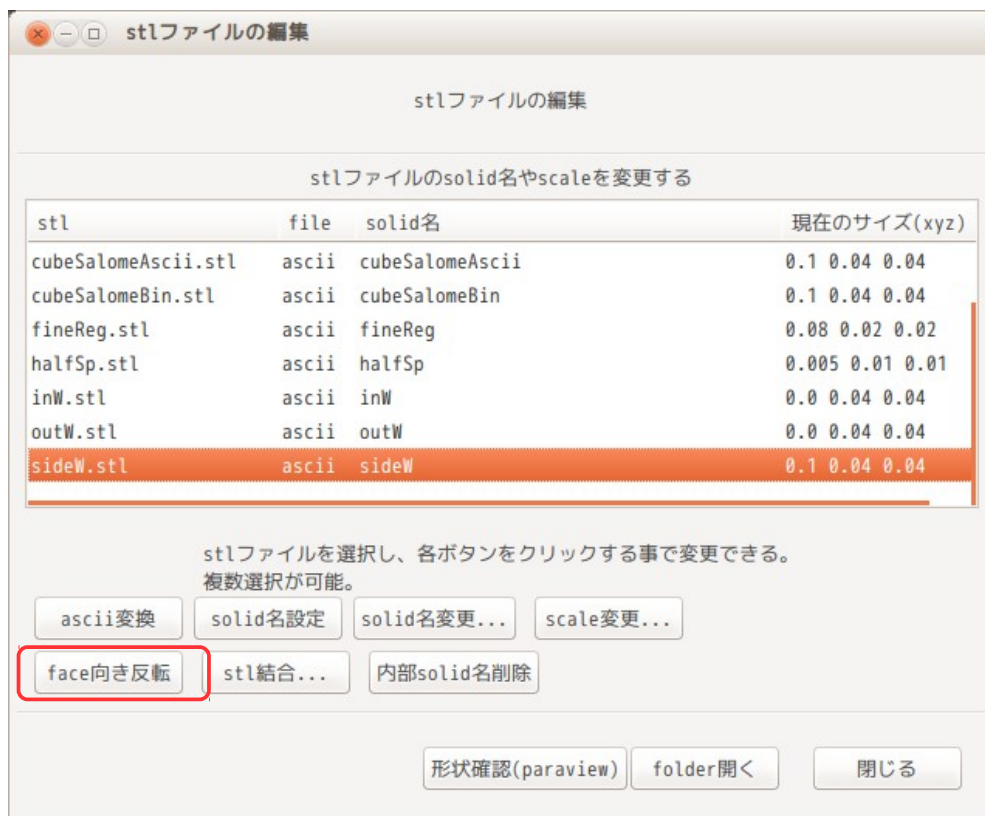 stlファイルの編集
stlファイルの編集
stlファイルのsolid名やscaleを変更する
stl file solid名 現在のサイズ(xyz)
cubeSalomeAscii.stl ascii cubeSalomeAscii 0.1 0.04 0.04
cubeSalomeBin.stl ascii cubeSalomeBin 0.1 0.04 0.04
fineReg.stl ascii fineReg 0.08 0.02 0.02
halfSp.stl ascii halfSp 0.005 0.01 0.01
inW.stl ascii inW 0.0 0.04 0.04
outW.stl ascii outW 0.0 0.04 0.04
sideW.stl ascii sideW 0.1 0.04 0.04
stlファイルを選択し、各ボタンをクリックする事で変更できる。
複数選択が可能。
ascii変換 solid名設定 solid名変更... scale変更...
face向き反転 stl結合... 内部solid名削除
形状確認(paraview) folder開く 閉じる